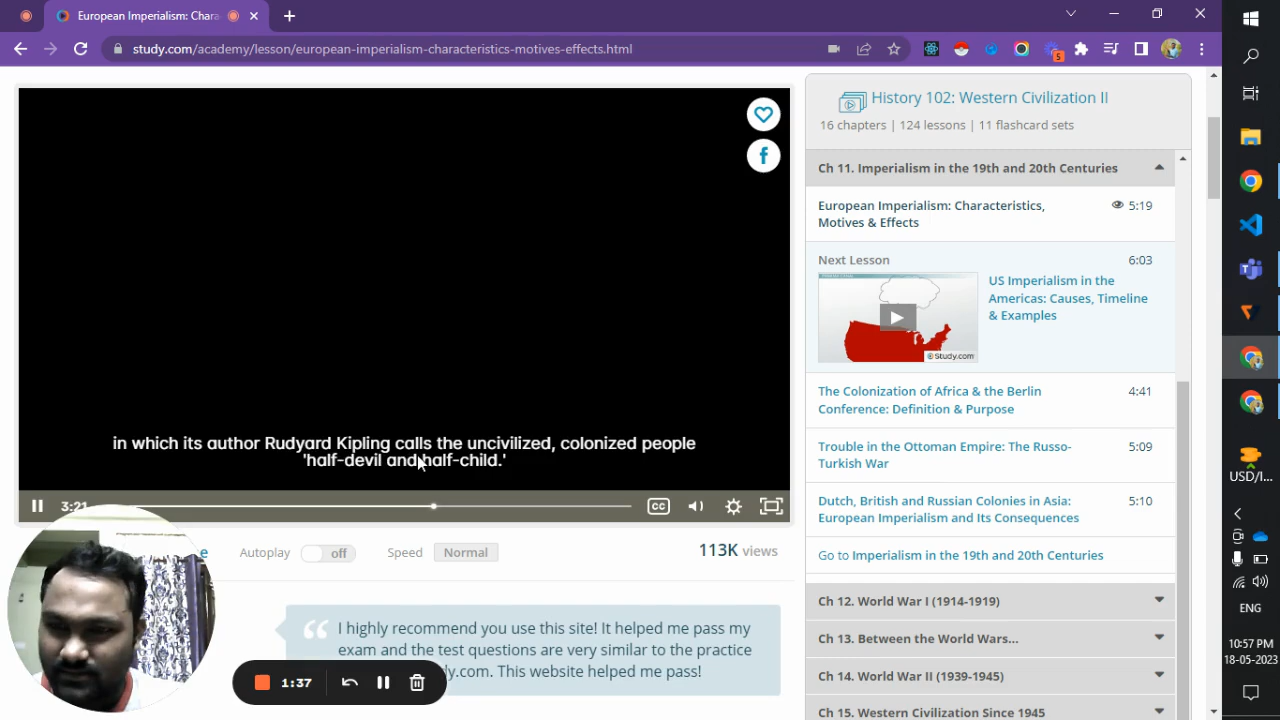 European Imperialism: Chara
study.com/academy/lesson/european-imperialism-characteristics-motives-effects.html
5
in which its author Rudyard Kipling calls the uncivilized, colonized people
'half-devil and half-child.'
3:21
CC
e
Autoplay
off
Speed
Normal
113K views
I highly recommend you use this site! It helped me pass my
exam and the test questions are very similar to the practice
y.com. This website helped me pass!
1:37
History 102: Western Civilization II
16 chapters | 124 lessons | 11 flashcard sets
Ch 11. Imperialism in the 19th and 20th Centuries
European Imperialism: Characteristics,
Motives & Effects
5:19
Next Lesson
6:03
US Imperialism in the
Americas: Causes, Timeline
& Examples
© Study.com
The Colonization of Africa & the Berlin
Conference: Definition & Purpose
4:41
Trouble in the Ottoman Empire: The Russo-
Turkish War
5:09
Dutch, British and Russian Colonies in Asia:
European Imperialism and Its Consequences
5:10
Go to Imperialism in the 19th and 20th Centuries
Ch 12. World War I (1914-1919)
Ch 13. Between the World Wars...
Ch 14. World War II (1939-1945)
Ch 15. Western Civilization Since 1945
USD/I...
ENG
10:57 PM
18-05-2023